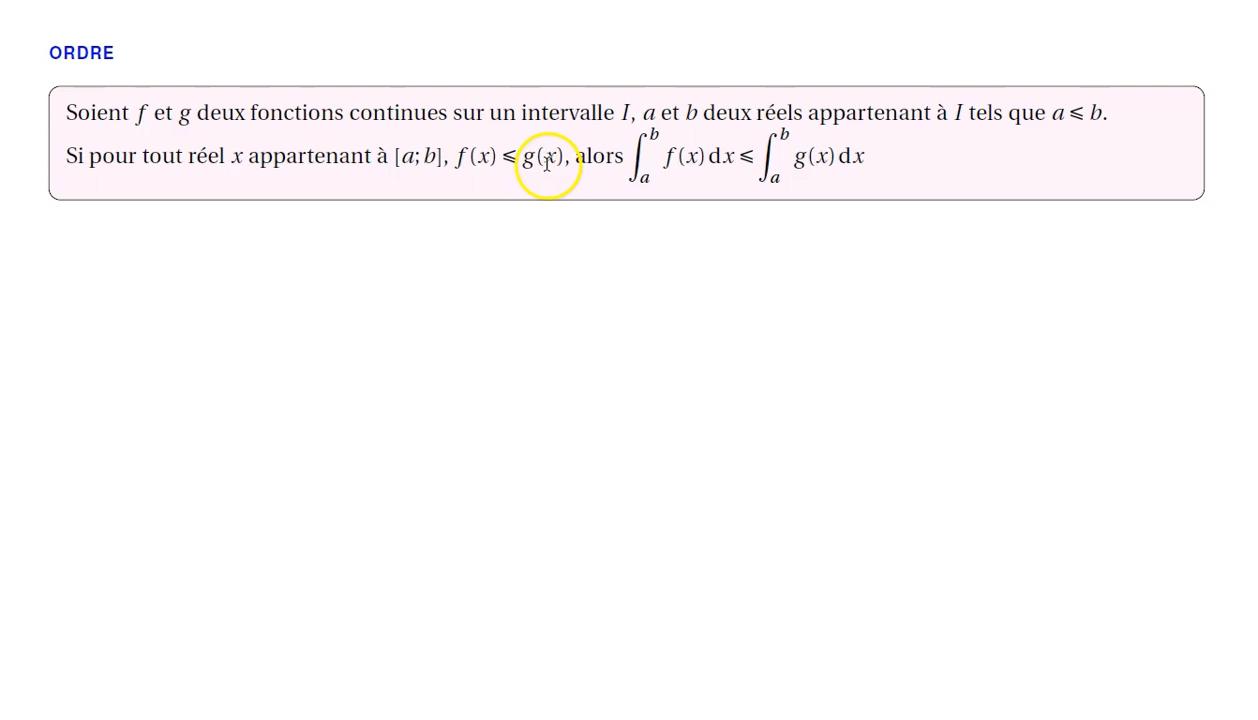 ORDRE
Soient f et g deux fonctions continues sur un intervalle I, a et b deux réels appartenant à I tels que a ⩽ b.
Si pour tout réel x appartenant à [a; b], f(x) ⩽ g(x), alors ∫_a^b f(x) dx ⩽ ∫_a^b g(x) dx